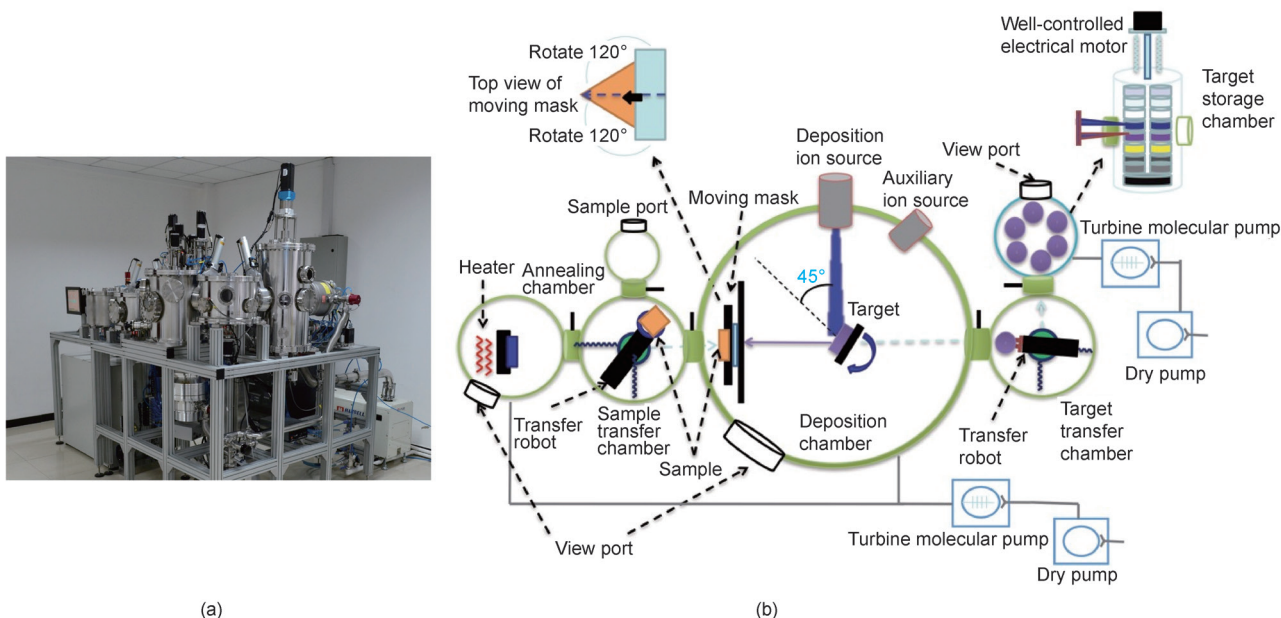 Rotate 120°
Top view of
moving mask
Rotate 120°
Well-controlled
electrical motor
Target
storage
chamber
Deposition
ion source
Auxiliary
ion source
View port
Moving mask
Sample port
Turbine molecular pump
Heater
Annealing
chamber
45°
Target
Dry pump
Transfer
robot
Sample
transfer
chamber
Sample
Deposition
chamber
Transfer
robot
Target
transfer
chamber
View port
Turbine molecular pump
Dry pump
(a)
(b)